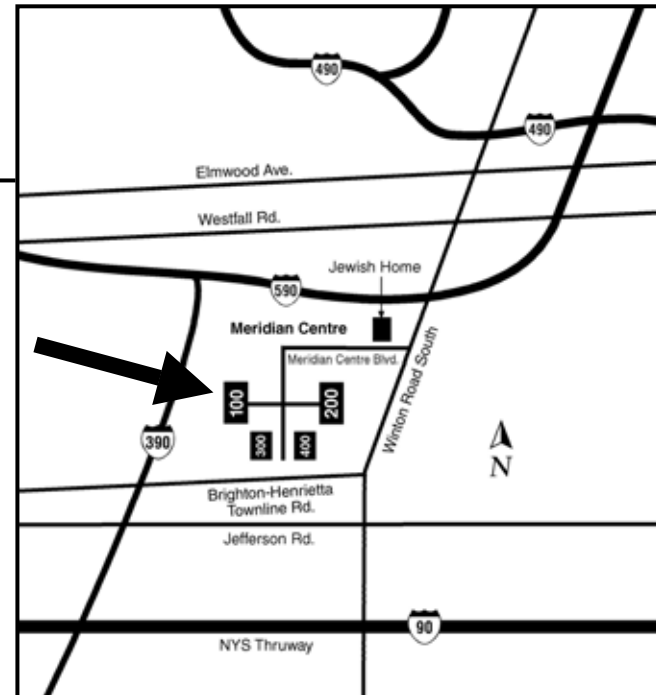 490
490
Elmwood Ave.
Westfall Rd.
Jewish Home
590
Meridian Centre
Meridian Centre Blvd.
Winton Road South
100
200
300
400
390
N
Brighton-Henrietta
Townline Rd.
Jefferson Rd.
90
NYS Thruway